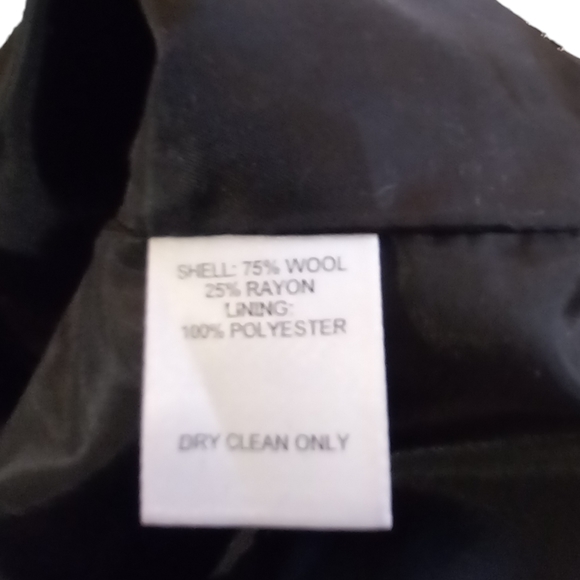 SHELL: 75% WOOL
25% RAYON
LINING:
100% POLYESTER
DRY CLEAN ONLY